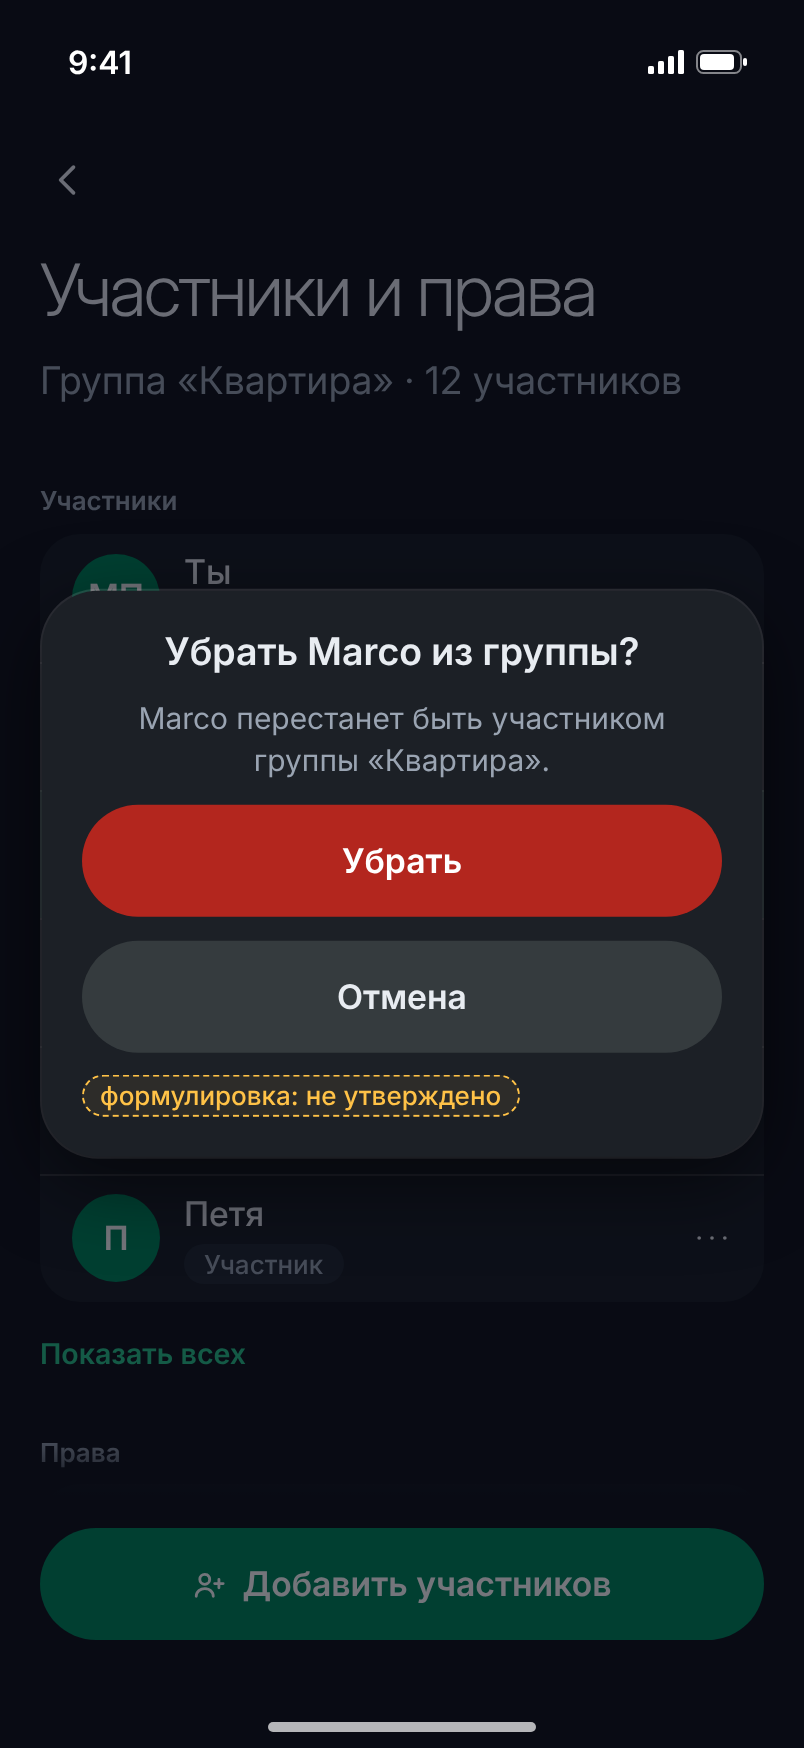 9:41
Участники и права
Группа «Квартира» · 12 участников
Участники
Ты
МП
Убрать Marco из группы?
Marco перестанет быть участником
группы «Квартира».
Убрать
Отмена
формулировка: не утверждено
П
Петя
Участник
Показать всех
Права
Добавить участников